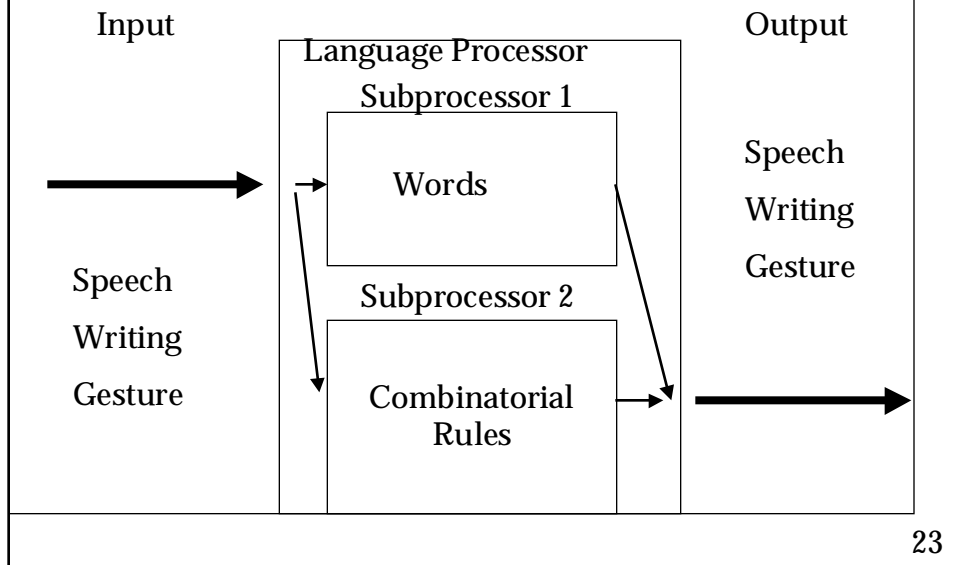 Input
Output
Language Processor
Subprocessor 1
Words
Speech
Writing
Gesture
Speech
Writing
Gesture
Subprocessor 2
Combinatorial
Rules
23